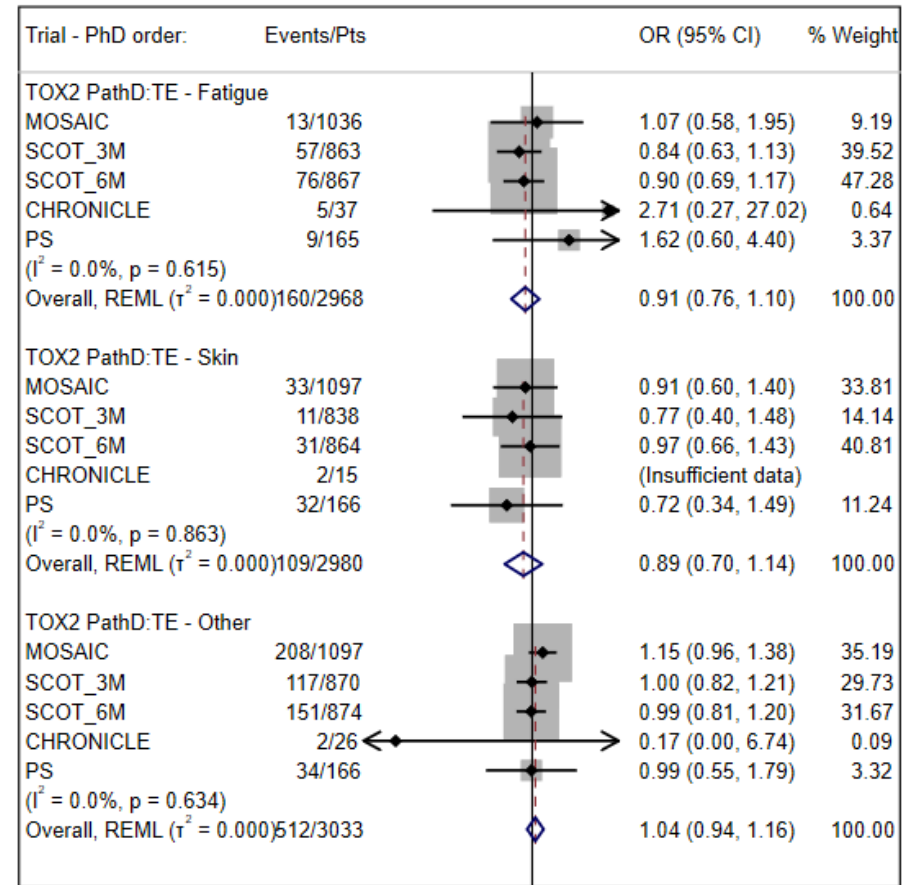 Trial - PhD order: Events/Pts OR (95% CI) % Weight
TOX2 PathD:TE - Fatigue
MOSAIC 13/1036 1.07 (0.58, 1.95) 9.19
SCOT_3M 57/863 0.84 (0.63, 1.13) 39.52
SCOT_6M 76/867 0.90 (0.69, 1.17) 47.28
CHRONICLE 5/37 2.71 (0.27, 27.02) 0.64
PS 9/165 1.62 (0.60, 4.40) 3.37
(I² = 0.0%, p = 0.615)
Overall, REML (τ² = 0.000)160/2968 0.91 (0.76, 1.10) 100.00
TOX2 PathD:TE - Skin
MOSAIC 33/1097 0.91 (0.60, 1.40) 33.81
SCOT_3M 11/838 0.77 (0.40, 1.48) 14.14
SCOT_6M 31/864 0.97 (0.66, 1.43) 40.81
CHRONICLE 2/15 (Insufficient data)
PS 32/166 0.72 (0.34, 1.49) 11.24
(I² = 0.0%, p = 0.863)
Overall, REML (τ² = 0.000)109/2980 0.89 (0.70, 1.14) 100.00
TOX2 PathD:TE - Other
MOSAIC 208/1097 1.15 (0.96, 1.38) 35.19
SCOT_3M 117/870 1.00 (0.82, 1.21) 29.73
SCOT_6M 151/874 0.99 (0.81, 1.20) 31.67
CHRONICLE 2/26 0.17 (0.00, 6.74) 0.09
PS 34/166 0.99 (0.55, 1.79) 3.32
(I² = 0.0%, p = 0.634)
Overall, REML (τ² = 0.000)512/3033 1.04 (0.94, 1.16) 100.00